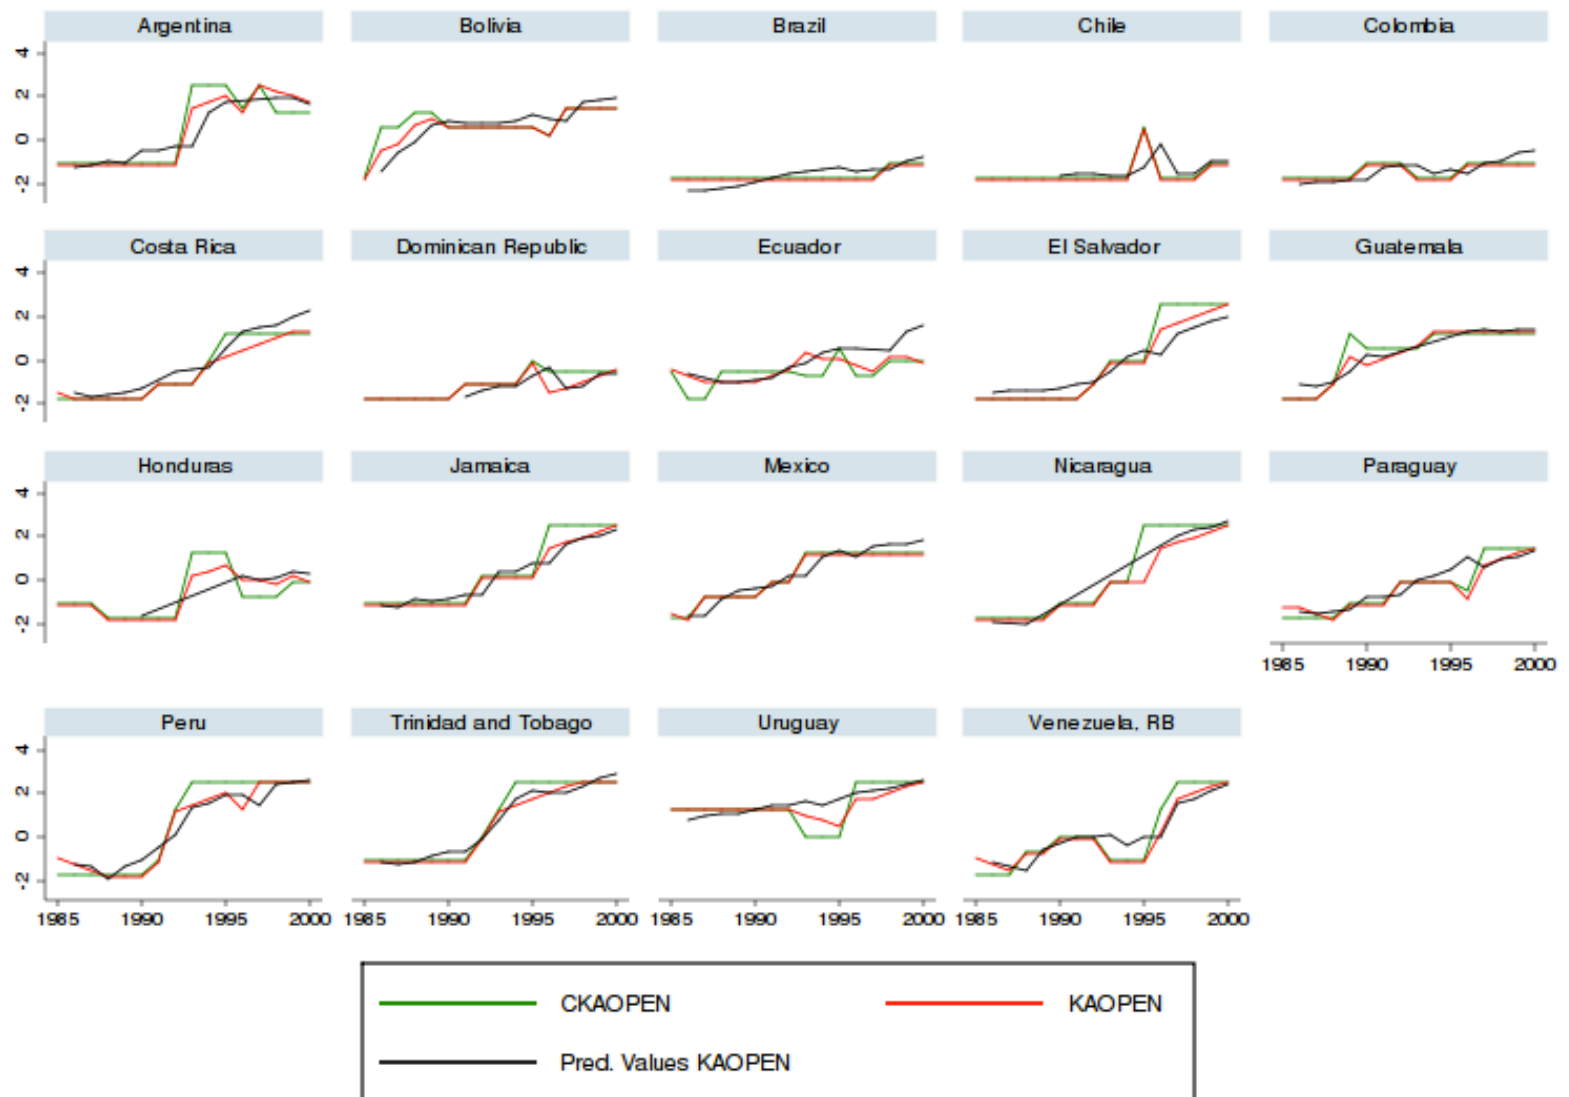 Argentina Bolivia Brazil Chile Colombia
4
2
0
-2
Costa Rica Dominican Republic Ecuador El Salvador Guatemala
4
2
0
-2
Honduras Jamaica Mexico Nicaragua Paraguay
4
2
0
-2
1985 1990 1995 2000
Peru Trinidad and Tobago Uruguay Venezuela, RB
4
2
0
-2
1985 1990 1995 2000 1985 1990 1995 2000 1985 1990 1995 2000 1985 1990 1995 2000
CKAOPEN KAOPEN
Pred. Values KAOPEN